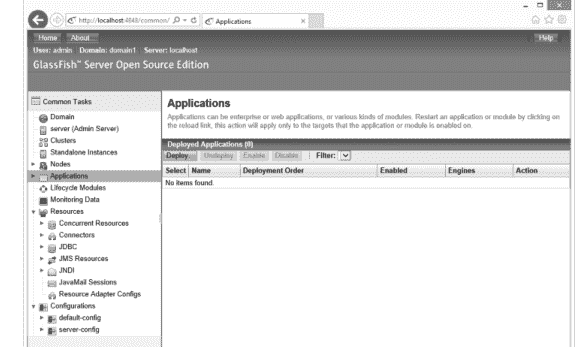 http://localhost:4848/common/
Applications
Home About...
Help
User: admin Domain: domain1 Server: localhost
GlassFish™ Server Open Source Edition
Common Tasks
Domain
server (Admin Server)
Clusters
Standalone Instances
Nodes
Applications
Lifecycle Modules
Monitoring Data
Resources
Concurrent Resources
Connectors
JDBC
JMS Resources
JNDI
JavaMail Sessions
Resource Adapter Configs
Configurations
default-config
server-config
Applications
Applications can be enterprise or web applications, or various kinds of modules. Restart an application or module by clicking on
the reload link, this action will apply only to the targets that the application or module is enabled on.
Deployed Applications (0)
Deploy... Undeploy Enable Disable Filter:
Select Name Deployment Order Enabled Engines Action
No items found.